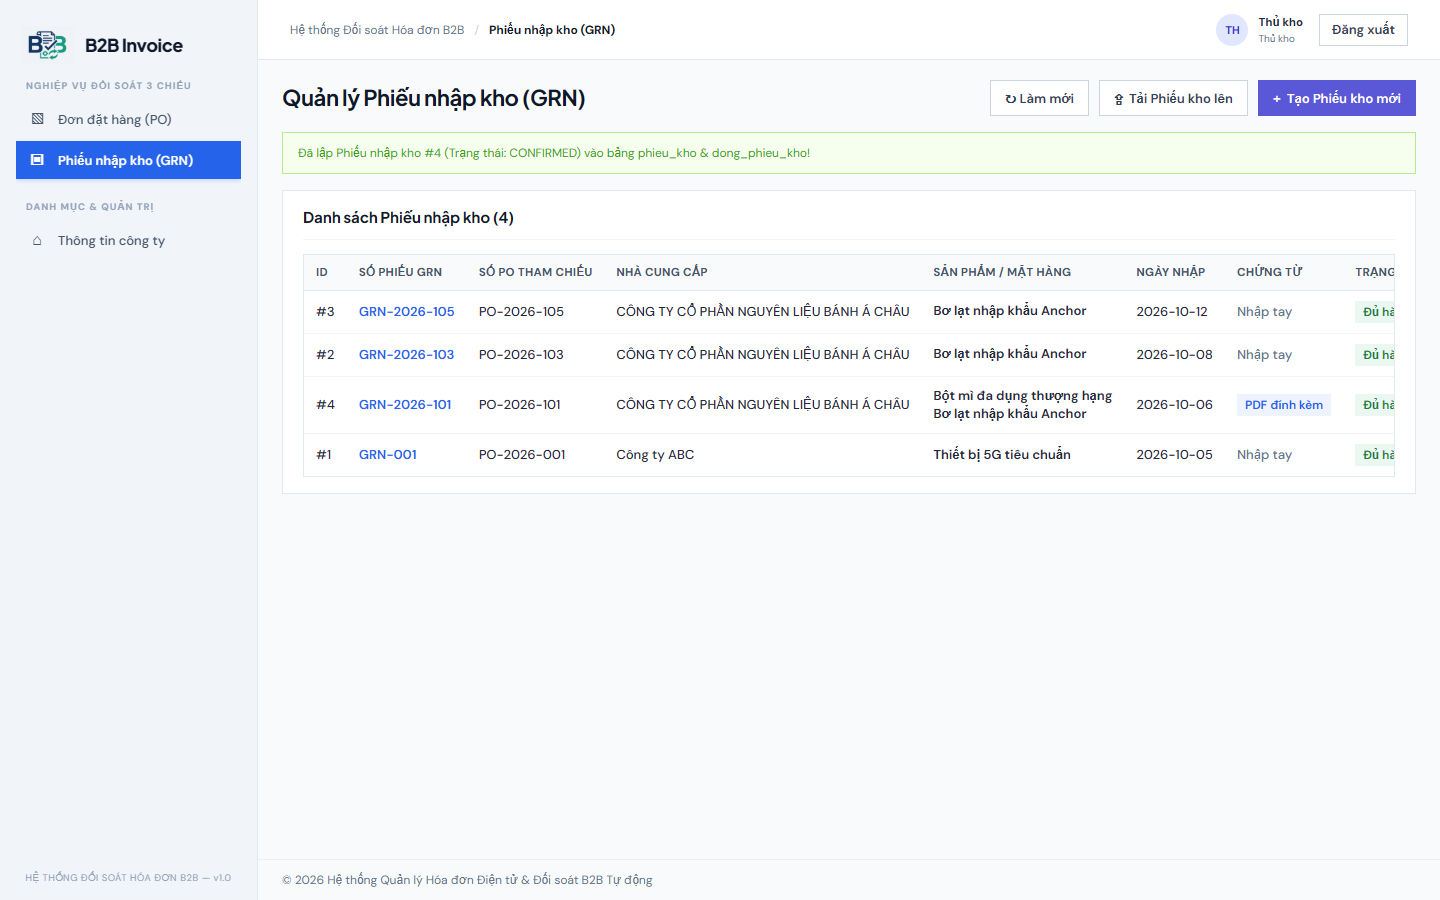 B2B Invoice
NGHIỆP VỤ ĐỐI SOÁT 3 CHIỀU
Đơn đặt hàng (PO)
Phiếu nhập kho (GRN)
DANH MỤC & QUẢN TRỊ
Thông tin công ty
HỆ THỐNG ĐỐI SOÁT HÓA ĐƠN B2B — v1.0
Hệ thống Đối soát Hóa đơn B2B / Phiếu nhập kho (GRN)
TH
Thủ kho
Thủ kho
Đăng xuất
Quản lý Phiếu nhập kho (GRN)
↻ Làm mới
⇪ Tải Phiếu kho lên
+ Tạo Phiếu kho mới
Đã lập Phiếu nhập kho #4 (Trạng thái: CONFIRMED) vào bảng phieu_kho & dong_phieu_kho!
Danh sách Phiếu nhập kho (4)
ID SỐ PHIẾU GRN SỐ PO THAM CHIẾU NHÀ CUNG CẤP SẢN PHẨM / MẶT HÀNG NGÀY NHẬP CHỨNG TỪ TRẠNG
#3 GRN-2026-105 PO-2026-105 CÔNG TY CỔ PHẦN NGUYÊN LIỆU BÁNH Á CHÂU Bơ lạt nhập khẩu Anchor 2026-10-12 Nhập tay Đủ hà
#2 GRN-2026-103 PO-2026-103 CÔNG TY CỔ PHẦN NGUYÊN LIỆU BÁNH Á CHÂU Bơ lạt nhập khẩu Anchor 2026-10-08 Nhập tay Đủ hà
#4 GRN-2026-101 PO-2026-101 CÔNG TY CỔ PHẦN NGUYÊN LIỆU BÁNH Á CHÂU Bột mì đa dụng thượng hạng 2026-10-06 PDF đính kèm Đủ hà
Bơ lạt nhập khẩu Anchor
#1 GRN-001 PO-2026-001 Công ty ABC Thiết bị 5G tiêu chuẩn 2026-10-05 Nhập tay Đủ hà
© 2026 Hệ thống Quản lý Hóa đơn Điện tử & Đối soát B2B Tự động